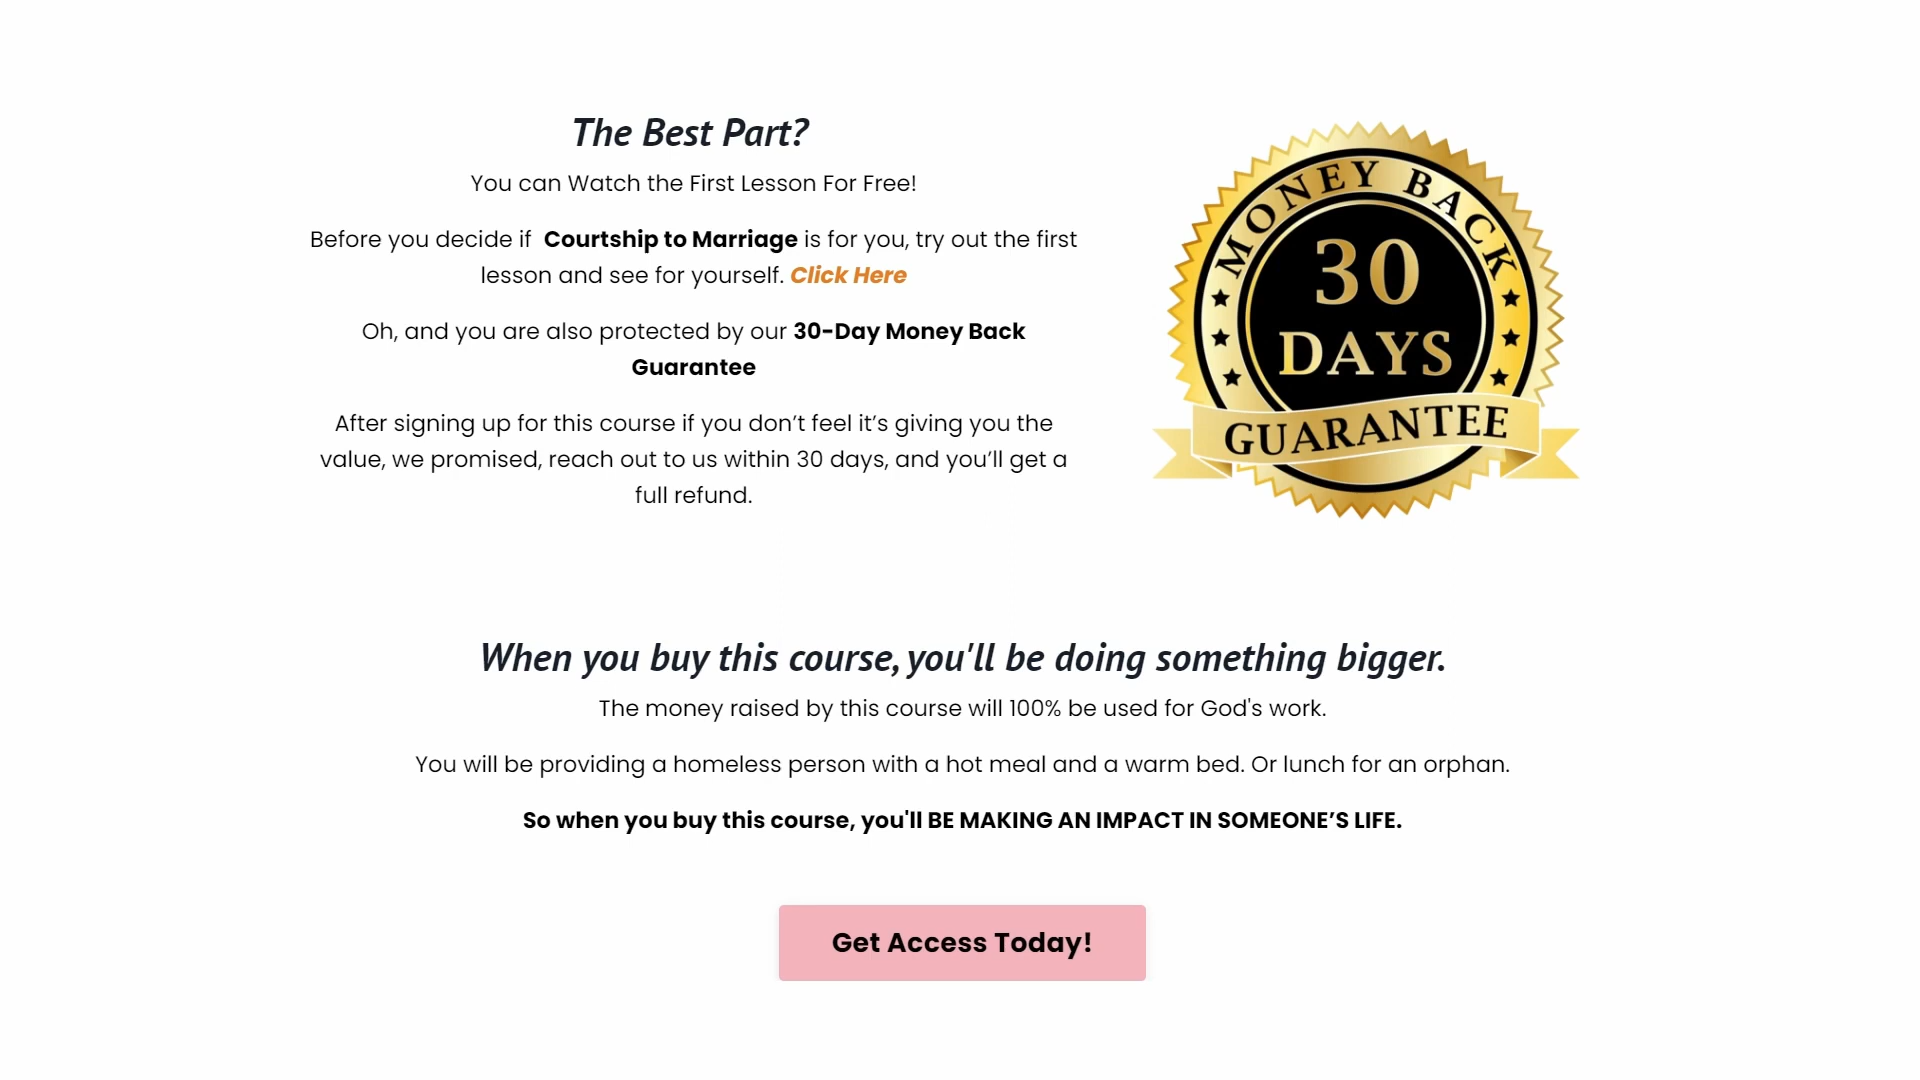 The Best Part?
You can Watch the First Lesson For Free!
Before you decide if Courtship to Marriage is for you, try out the first
lesson and see for yourself. Click Here
Oh, and you are also protected by our 30-Day Money Back
Guarantee
After signing up for this course if you don’t feel it’s giving you the
value, we promised, reach out to us within 30 days, and you’ll get a
full refund.
MONEY BACK
30
DAYS
GUARANTEE
When you buy this course, you'll be doing something bigger.
The money raised by this course will 100% be used for God's work.
You will be providing a homeless person with a hot meal and a warm bed. Or lunch for an orphan.
So when you buy this course, you'll BE MAKING AN IMPACT IN SOMEONE’S LIFE.
Get Access Today!